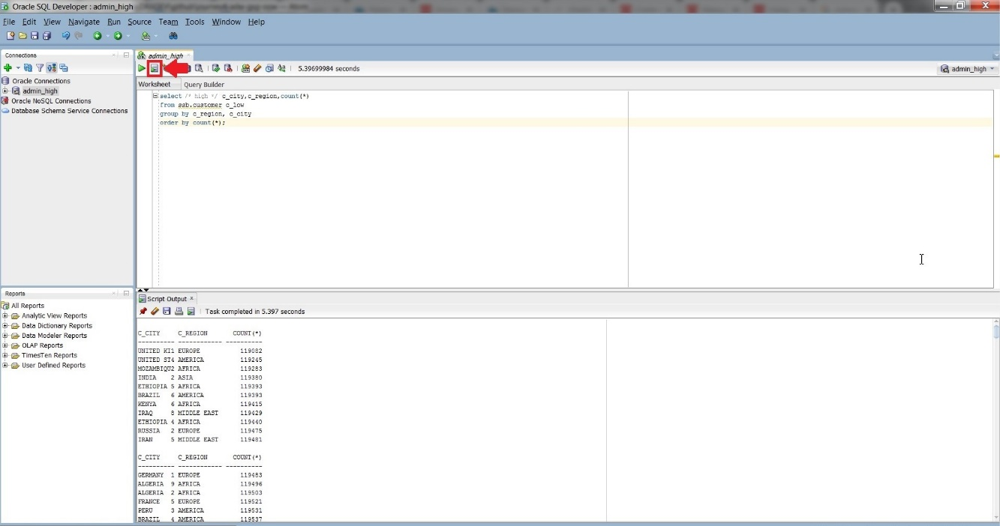 Oracle SQL Developer : admin_high
File Edit View Navigate Run Source Team Tools Window Help
Connections
Oracle Connections
admin_high
Oracle NoSQL Connections
Database Schema Service Connections
admin_high
5.39699984 seconds
admin_high
Worksheet Query Builder
select /* high */ c_city,c_region,count(*)
from ssb.customer c_low
group by c_region, c_city
order by count(*);
Reports
All Reports
Analytic View Reports
Data Dictionary Reports
Data Modeler Reports
OLAP Reports
TimesTen Reports
User Defined Reports
Script Output
Task completed in 5.397 seconds
C_CITY C_REGION COUNT(*)
---------- ------------ ----------
UNITED KI1 EUROPE 119082
UNITED ST4 AMERICA 119245
MOZAMBIQU2 AFRICA 119283
INDIA 2 ASIA 119380
ETHIOPIA 5 AFRICA 119393
BRAZIL 6 AMERICA 119393
KENYA 6 AFRICA 119415
IRAQ 8 MIDDLE EAST 119429
ETHIOPIA 4 AFRICA 119440
RUSSIA 2 EUROPE 119475
IRAN 5 MIDDLE EAST 119481
C_CITY C_REGION COUNT(*)
---------- ------------ ----------
GERMANY 1 EUROPE 119483
ALGERIA 9 AFRICA 119496
ALGERIA 2 AFRICA 119503
FRANCE 5 EUROPE 119521
PERU 3 AMERICA 119531
BRAZIL 4 AMERICA 119537